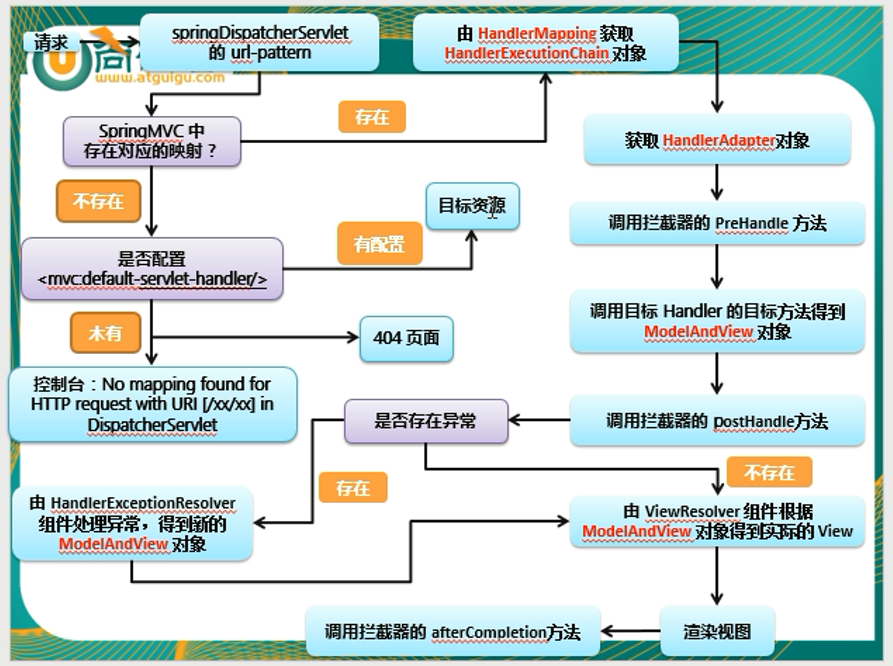 请求
www.atguigu.com
springDispatcherServlet
的 url-pattern
由 HandlerMapping 获取
HandlerExecutionChain 对象
SpringMVC 中
存在对应的映射？
存在
获取 HandlerAdapter对象
不存在
目标资源
调用拦截器的 PreHandle 方法
是否配置
<mvc:default-servlet-handler/>
有配置
调用目标 Handler 的目标方法得到
ModelAndView 对象
木有
404 页面
控制台：No mapping found for
HTTP request with URI [/xx/xx] in
DispatcherServlet
是否存在异常
调用拦截器的 postHandle方法
存在
不存在
由 HandlerExceptionResolver
组件处理异常，得到新的
ModelAndView 对象
由 ViewResolver 组件根据
ModelAndView 对象得到实际的 View
调用拦截器的 afterCompletion方法
渲染视图